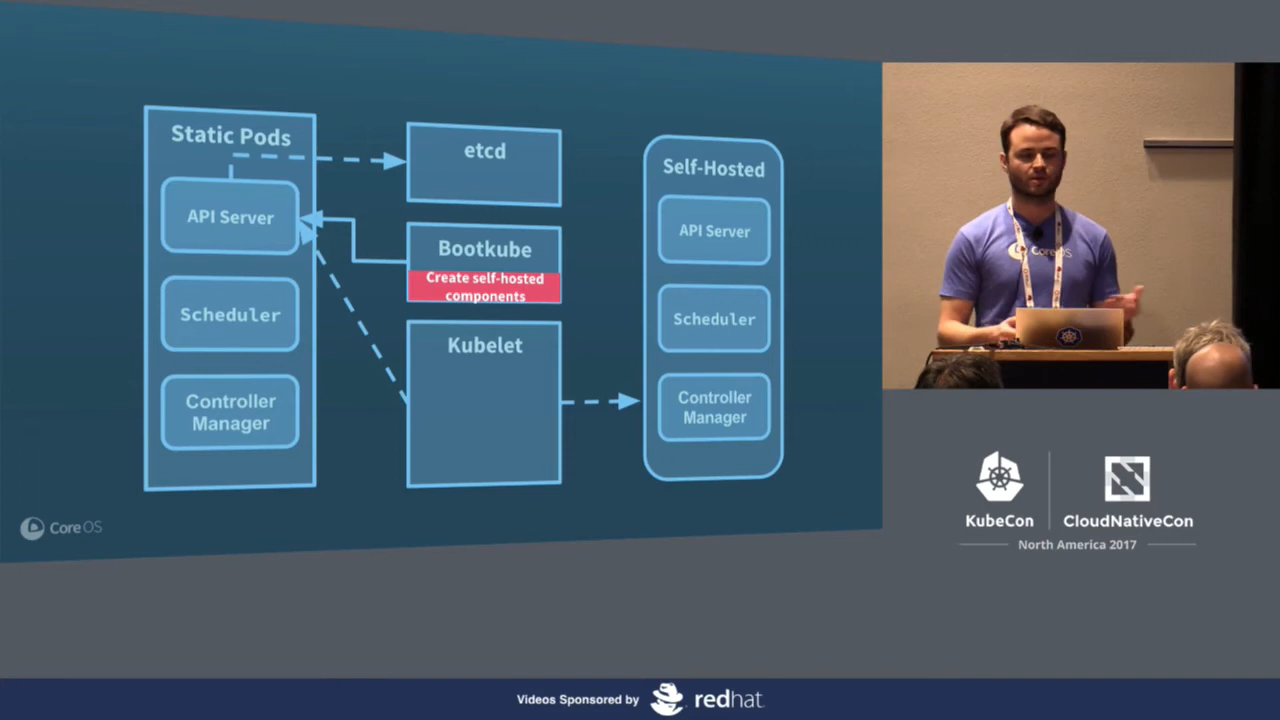 Static Pods
API Server
Scheduler
Controller
Manager
etcd
Bootkube
Create self-hosted
components
Kubelet
Self-Hosted
API Server
Scheduler
Controller
Manager
CoreOS
CoreOS
KubeCon
CloudNativeCon
North America 2017
Videos Sponsored by
redhat